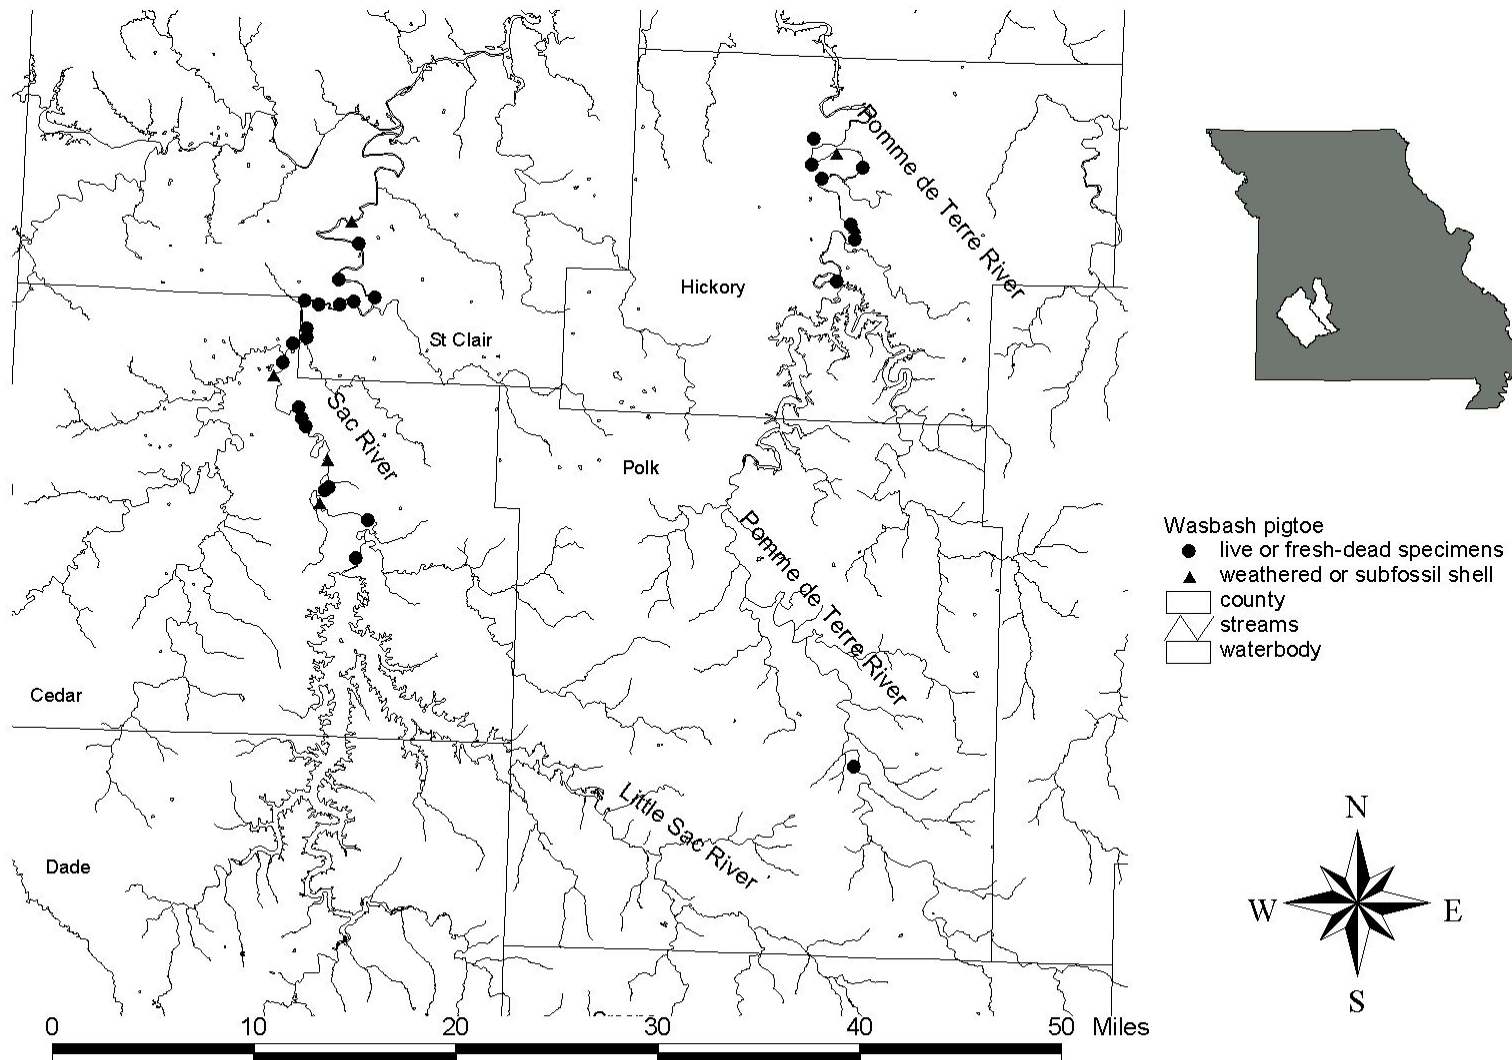 Pomme de Terre River
Hickory
St Clair
Sac River
Polk
Pomme de Terre River
Cedar
Little Sac River
Dade
0 10 20 30 40 50 Miles
Wasbash pigtoe
live or fresh-dead specimens
weathered or subfossil shell
county
streams
waterbody
N
W E
S